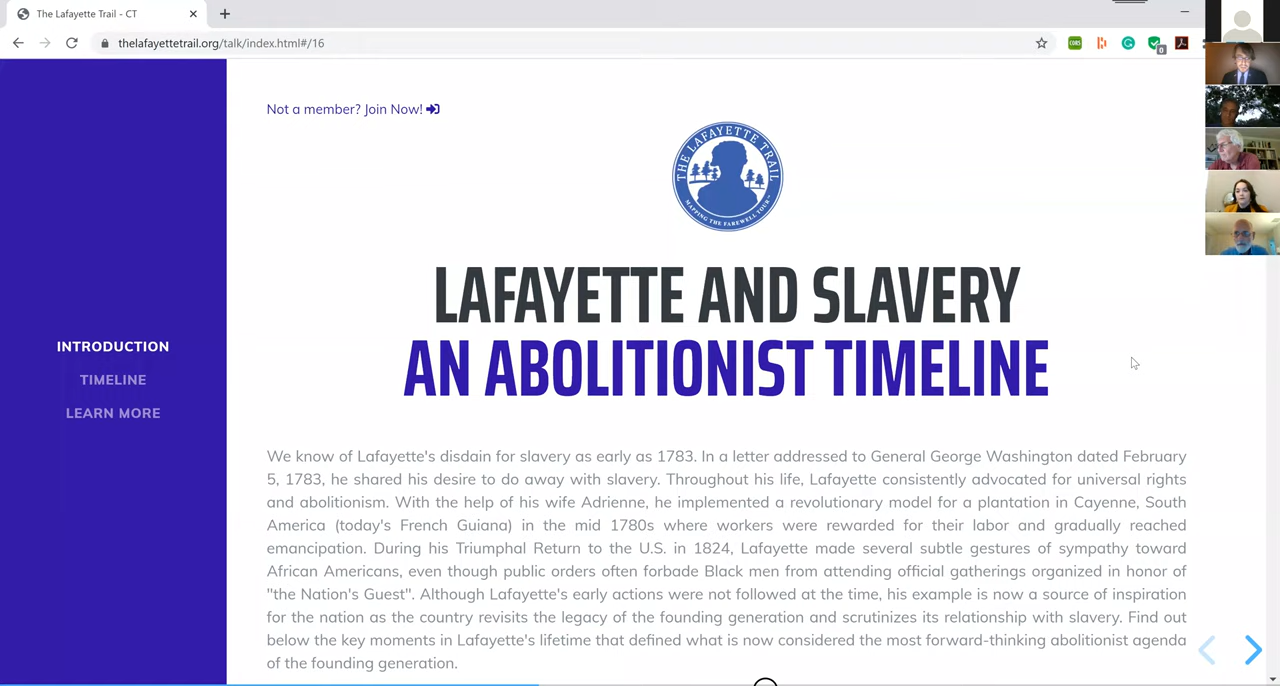 The Lafayette Trail - CT
thelafayettetrail.org/talk/index.html#/16
CORS
0
Not a member? Join Now!
THE LAFAYETTE TRAIL
MAPPING THE FAREWELL TOUR
LAFAYETTE AND SLAVERY
AN ABOLITIONIST TIMELINE
INTRODUCTION
TIMELINE
LEARN MORE
We know of Lafayette's disdain for slavery as early as 1783. In a letter addressed to General George Washington dated February
5, 1783, he shared his desire to do away with slavery. Throughout his life, Lafayette consistently advocated for universal rights
and abolitionism. With the help of his wife Adrienne, he implemented a revolutionary model for a plantation in Cayenne, South
America (today's French Guiana) in the mid 1780s where workers were rewarded for their labor and gradually reached
emancipation. During his Triumphal Return to the U.S. in 1824, Lafayette made several subtle gestures of sympathy toward
African Americans, even though public orders often forbade Black men from attending official gatherings organized in honor of
"the Nation's Guest". Although Lafayette's early actions were not followed at the time, his example is now a source of inspiration
for the nation as the country revisits the legacy of the founding generation and scrutinizes its relationship with slavery. Find out
below the key moments in Lafayette's lifetime that defined what is now considered the most forward-thinking abolitionist agenda
of the founding generation.